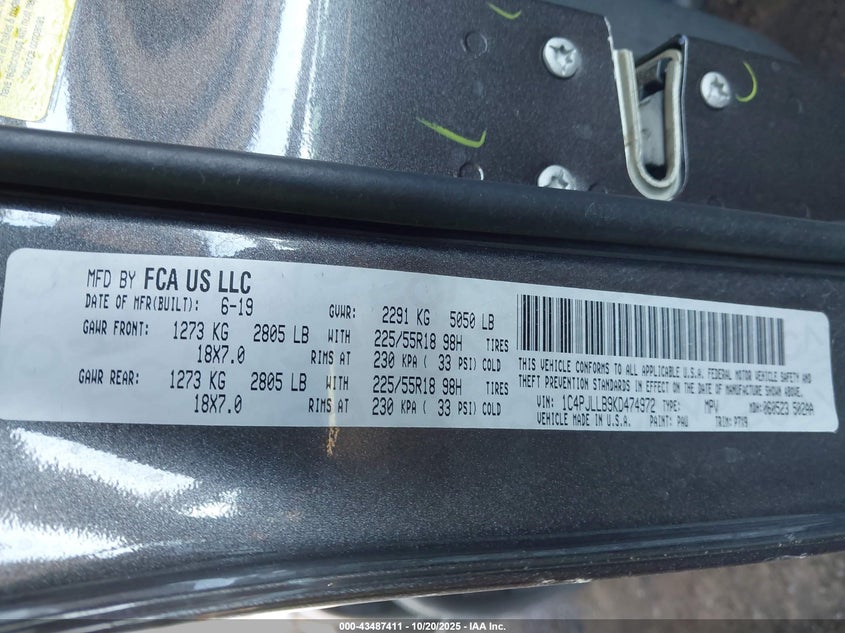 MFD BY FCA US LLC
DATE OF MFR(BUILT): 6-19 GVWR: 2291 KG 5050 LB
GAWR FRONT: 1273 KG 2805 LB WITH 225/55R18 98H TIRES
18X7.0 RIMS AT 230 KPA ( 33 PSI) COLD
GAWR REAR: 1273 KG 2805 LB WITH 225/55R18 98H TIRES
18X7.0 RIMS AT 230 KPA ( 33 PSI) COLD
THIS VEHICLE CONFORMS TO ALL APPLICABLE U.S.A. FEDERAL MOTOR VEHICLE SAFETY AND
THEFT PREVENTION STANDARDS IN EFFECT ON THE DATE OF MANUFACTURE SHOWN ABOVE.
VIN: 1C4PJLLB9KD474972 TYPE: MPV MDH: 060523 502AA
VEHICLE MADE IN U.S.A. PAINT: PAU TRIM: P7X9
000-43487411 - 10/20/2025 - IAA Inc.